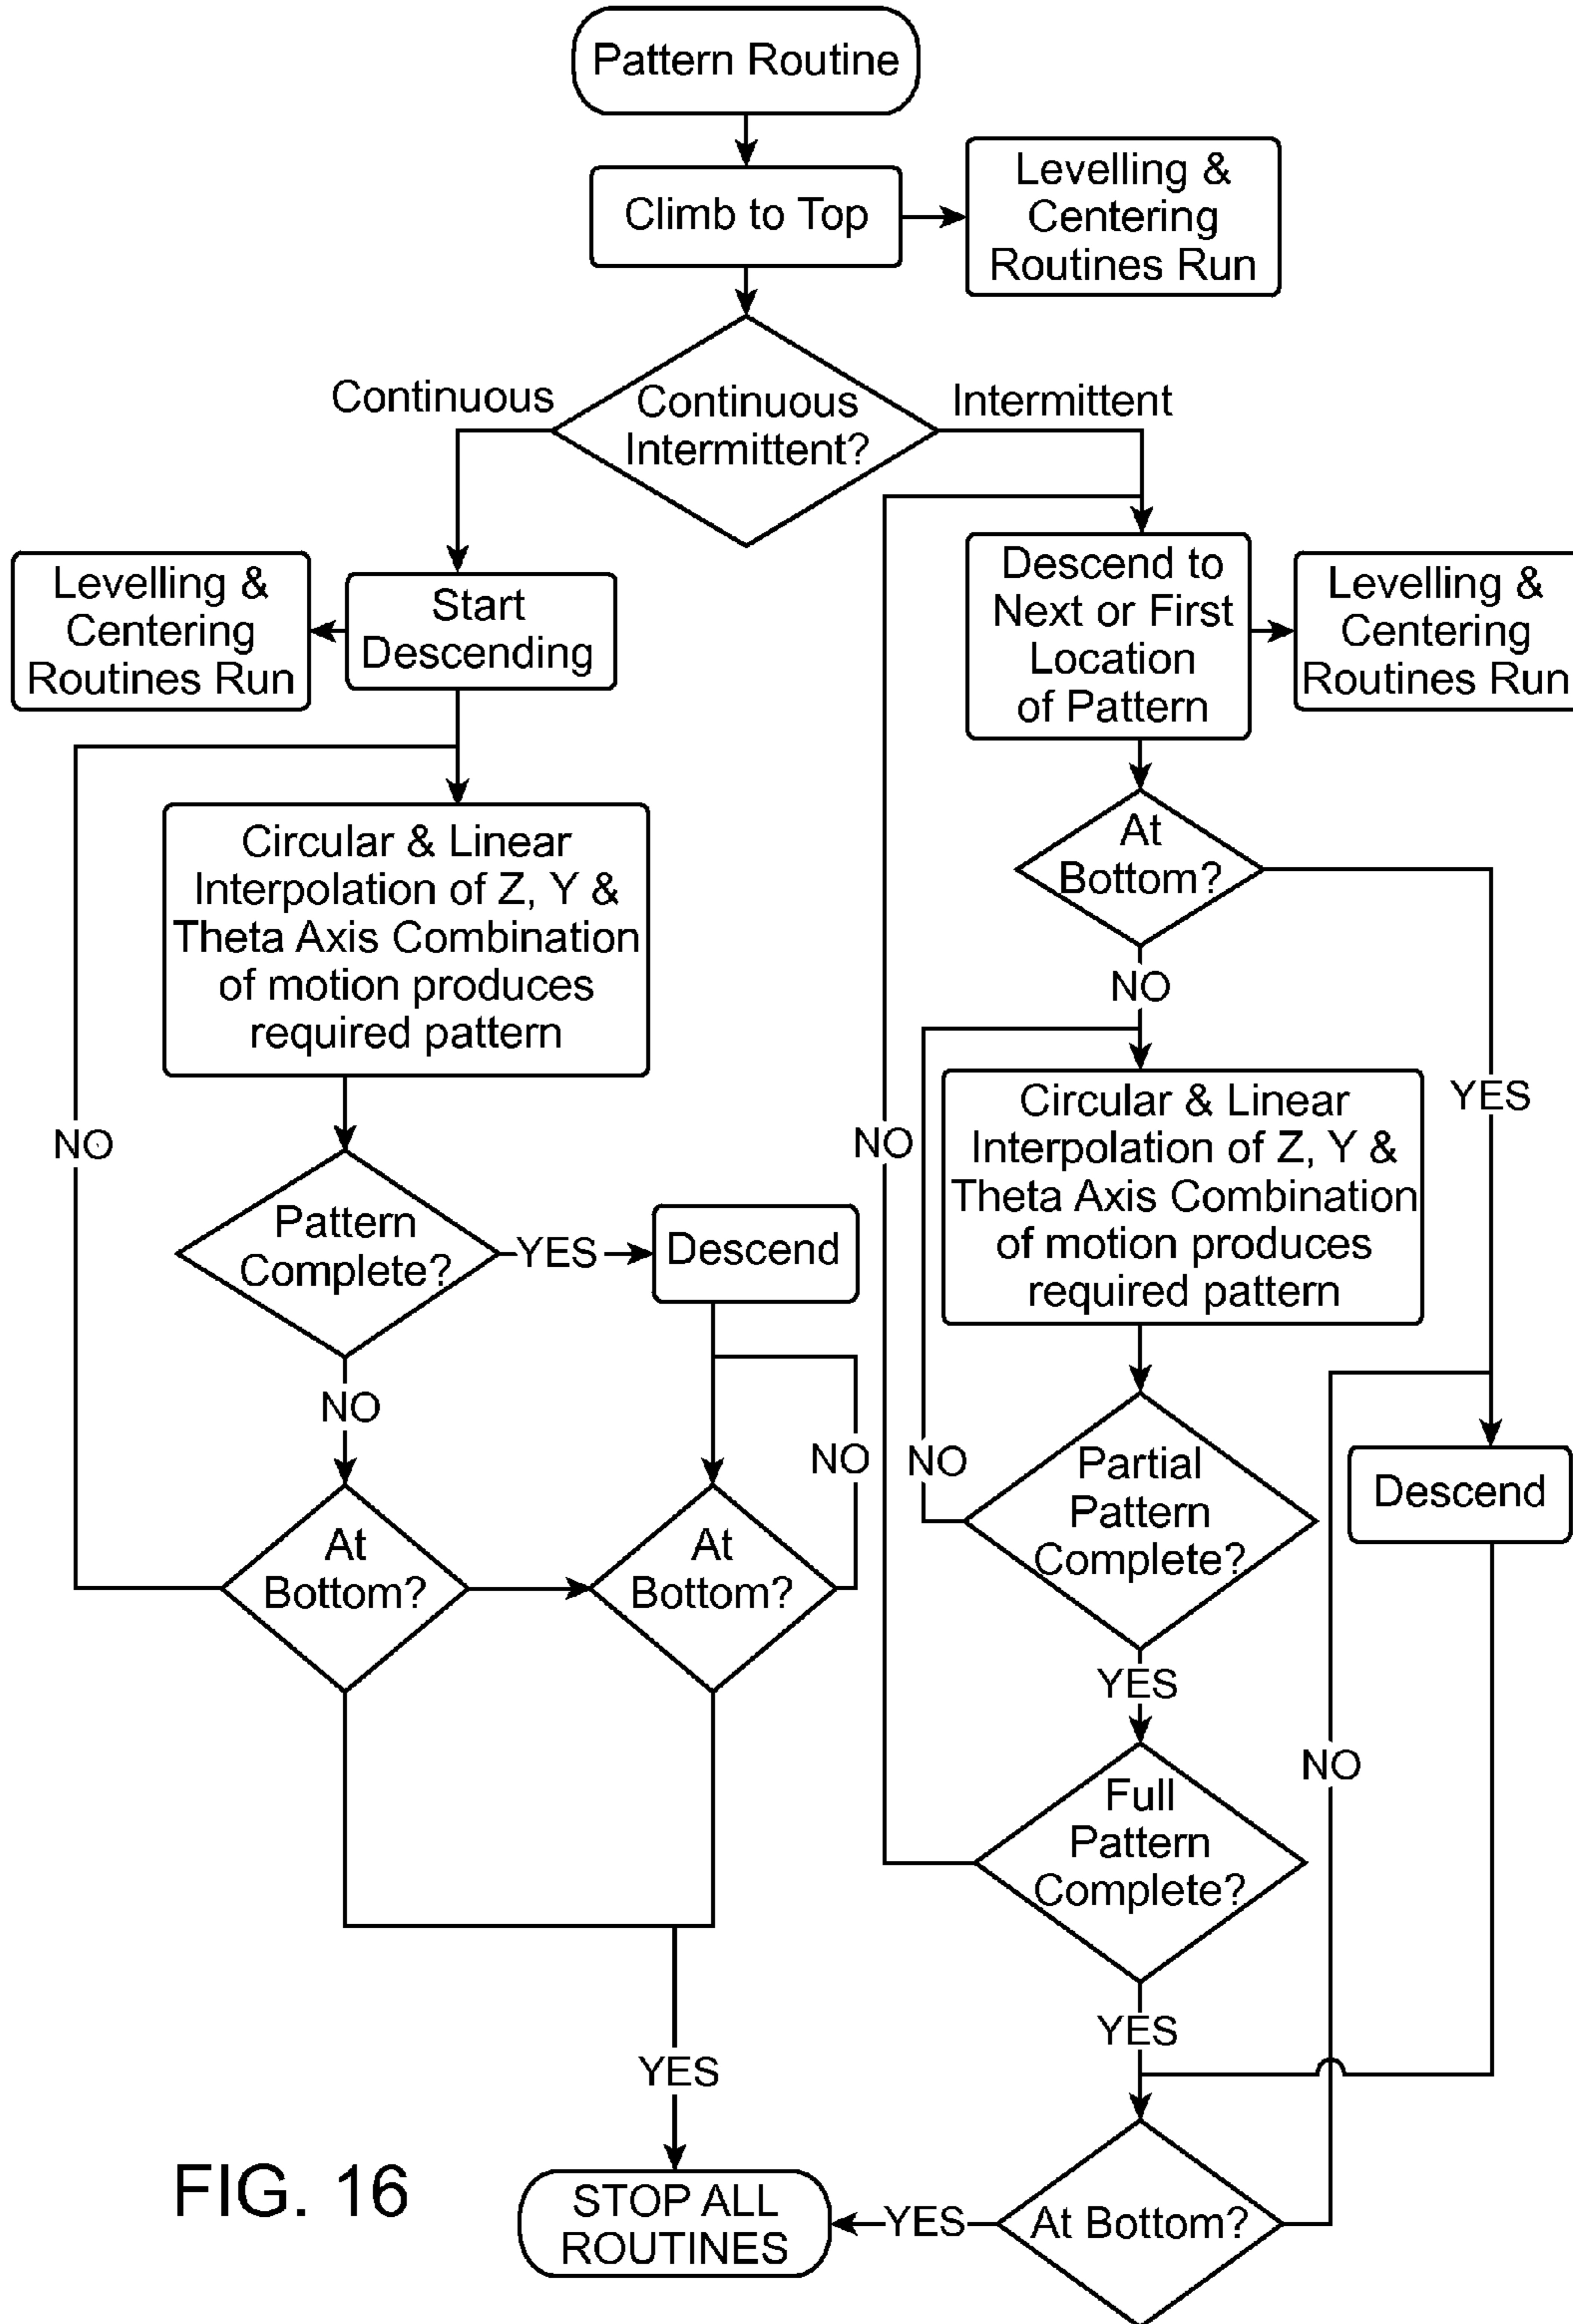 Pattern Routine
Climb to Top
Levelling &
Centering
Routines Run
Continuous
Continuous
Intermittent?
Intermittent
Levelling &
Centering
Routines Run
Start
Descending
Descend to
Next or First
Location
of Pattern
Levelling &
Centering
Routines Run
Circular & Linear
Interpolation of Z, Y &
Theta Axis Combination
of motion produces
required pattern
At
Bottom?
NO
YES
NO
NO
Circular & Linear
Interpolation of Z, Y &
Theta Axis Combination
of motion produces
required pattern
Pattern
Complete?
YES
Descend
NO
NO
NO
Partial
Pattern
Complete?
Descend
At
Bottom?
At
Bottom?
YES
NO
Full
Pattern
Complete?
YES
YES
FIG. 16
STOP ALL
ROUTINES
YES
At Bottom?